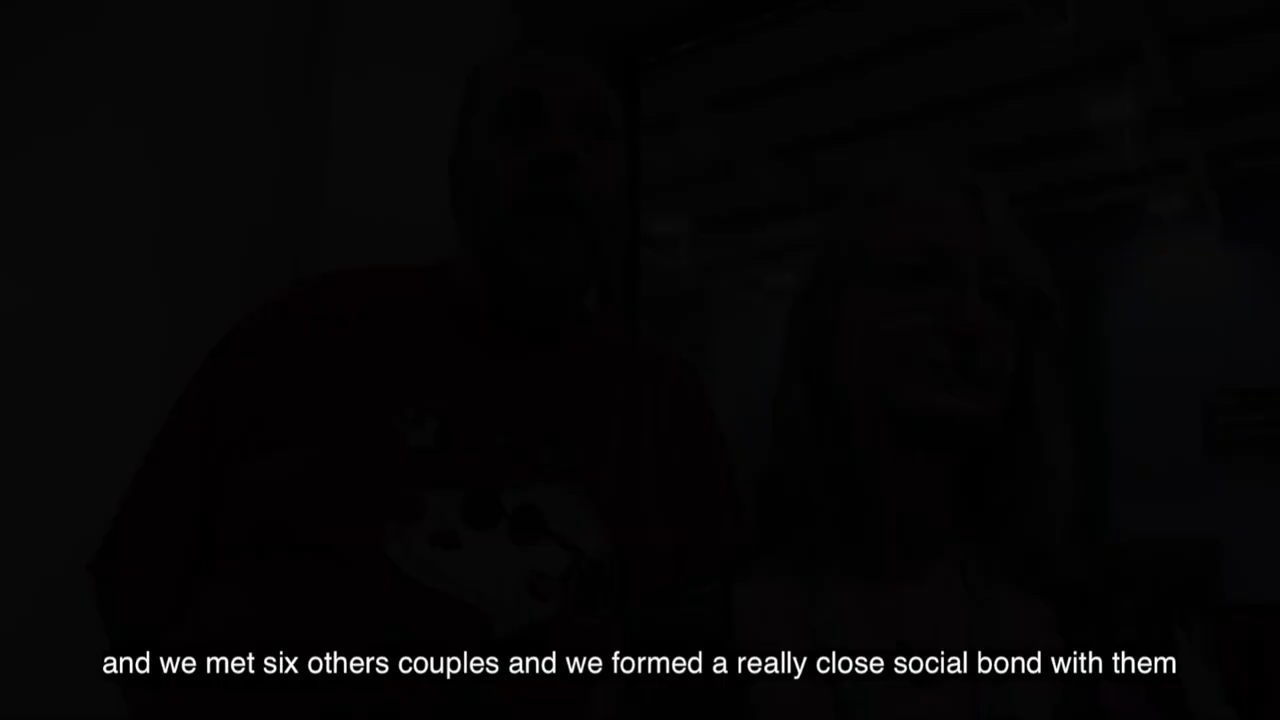 and we met six others couples and we formed a really close social bond with them